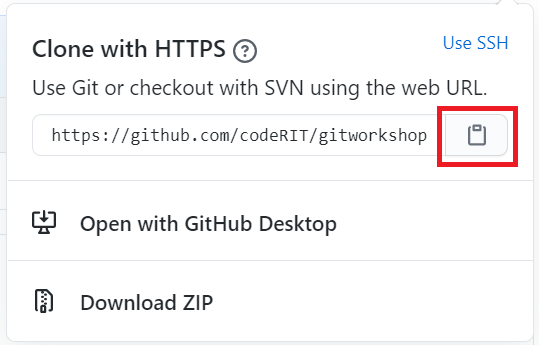 Clone with HTTPS ?
Use SSH
Use Git or checkout with SVN using the web URL.
https://github.com/codeRIT/gitworkshop
Open with GitHub Desktop
Download ZIP